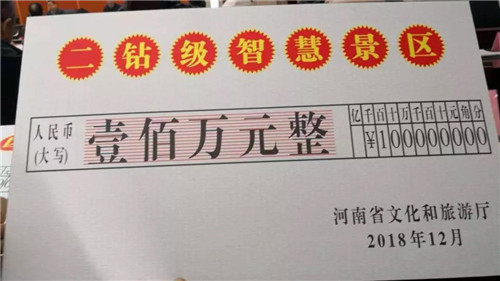 二钻级智慧景区
人民币
(大写)
壹佰万元整
亿千百十万千百十元角分
¥100000000
河南省文化和旅游厅
2018年12月